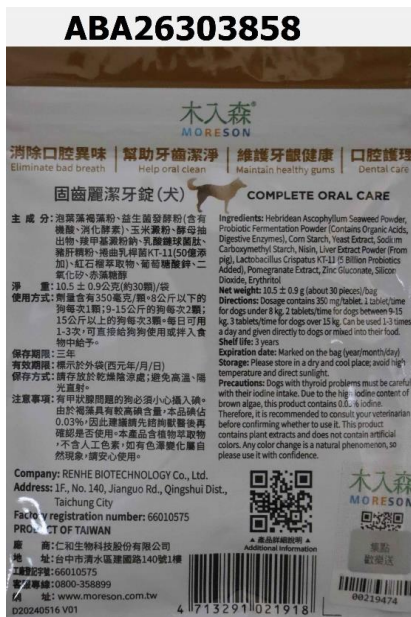 ABA26303858
木入森®
MORESON
消除口腔異味 | 幫助牙齒潔淨 | 維護牙齦健康 | 口腔護理
Eliminate bad breath Help oral clean Maintain healthy gums Dental care
固齒麗潔牙錠(犬) COMPLETE ORAL CARE
主 成 分:泡葉藻褐藻粉、益生菌發酵粉(含有
機酸、消化酵素)、玉米澱粉、酵母抽
出物、羧甲基澱粉鈉、乳酸鏈球菌肽、
豬肝精粉、捲曲乳桿菌KT-11(50億添
加)、紅石榴萃取物、葡萄糖酸鋅、二
氧化矽、赤藻糖醇
淨 重:10.5 ± 0.9公克(約30顆)/袋
使用方式:劑量含有350毫克/顆。8公斤以下的
狗每次1顆;9-15公斤的狗每次2顆;
15公斤以上的狗每次3顆。每日可用
1-3次,可直接給狗狗使用或拌入食
物中給予。
保存期限:三年
有效期限:標示於外袋(西元年/月/日)
保存方式:請存放於乾燥陰涼處;避免高溫、陽
光直射。
注意事項:有甲狀腺問題的狗必須小心攝入碘。
由於褐藻具有較高碘含量,本品碘佔
0.03%,因此建議請先諮詢獸醫後再
確認是否使用。本產品含植物萃取物
,不含人工色素,如有色澤變化屬自
然現象,請安心使用。
Ingredients: Hebridean Ascophyllum Seaweed Powder,
Probiotic Fermentation Powder (Contains Organic Acids,
Digestive Enzymes), Corn Starch, Yeast Extract, Sodium
Carboxymethyl Starch, Nisin, Liver Extract Powder (From
pig), Lactobacillus Crispatus KT-11 (5 Billion Probiotics
Added), Pomegranate Extract, Zinc Gluconate, Silicon
Dioxide, Erythritol
Net weight: 10.5 ± 0.9 g (about 30 pieces)/bag
Directions: Dosage contains 350 mg/tablet. 1 tablet/time
for dogs under 8 kg. 2 tablets/time for dogs between 9-15
kg. 3 tablets/time for dogs over 15 kg. Can be used 1-3 times
a day and given directly to dogs or mixed into their food.
Shelf life: 3 years
Expiration date: Marked on the bag (year/month/day)
Storage: Please store in a dry and cool place; avoid high
temperature and direct sunlight.
Precautions: Dogs with thyroid problems must be careful
with their iodine intake. Due to the high iodine content of
brown algae, this product contains 0.03% iodine.
Therefore, it is recommended to consult your veterinarian
before confirming whether to use it. This product
contains plant extracts and does not contain artificial
colors. Any color change is a natural phenomenon, so
please use it with confidence.
Company: RENHE BIOTECHNOLOGY Co., Ltd.
Address: 1F., No. 140, Jianguo Rd., Qingshui Dist.,
Taichung City
Factory registration number: 66010575
PRODUCT OF TAIWAN
廠 商:仁和生物科技股份有限公司
地 址:台中市清水區建國路140號1樓
工廠登記字號:66010575
客服專線:0800-358899
網 址:www.moreson.com.tw
D20240516 V01
▲ 產品詳細說明 ▲
Additional Information
4 713291 021918
木入森
MORESON
集點
歡樂送
00219474